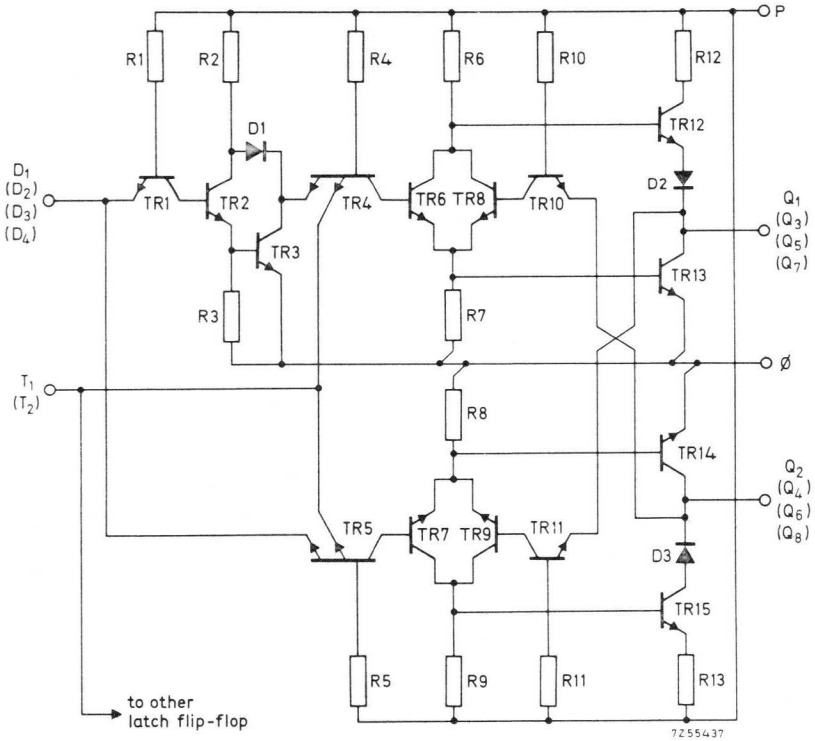 P
R1
R2
R4
R6
R10
R12
D1
TR12
D₁
(D₂)
(D₃)
(D₄)
TR1
TR2
TR4
TR6
TR8
TR10
D2
Q₁
(Q₃)
(Q₅)
(Q₇)
TR3
TR13
R3
R7
Ø
T₁
(T₂)
R8
TR14
Q₂
(Q₄
(Q₆)
(Q₈)
TR5
TR7
TR9
TR11
D3
TR15
R5
R9
R11
R13
to other
latch flip-flop
7Z55437